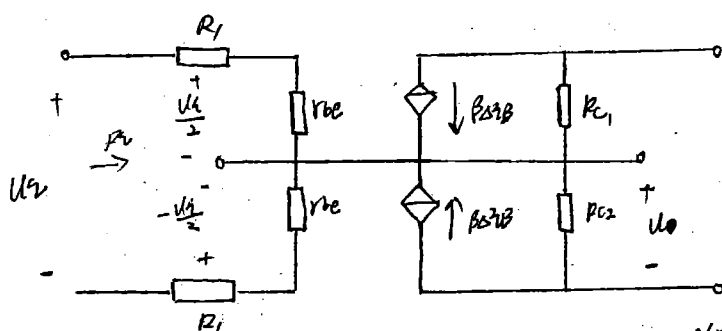 R1
+
Ui/2
-
+
Ui
Ri
rbe
βΔiB
Rc1
-
-Ui/2
+
rbe
βΔiB
Rc2
+
Uo
-
-
R1